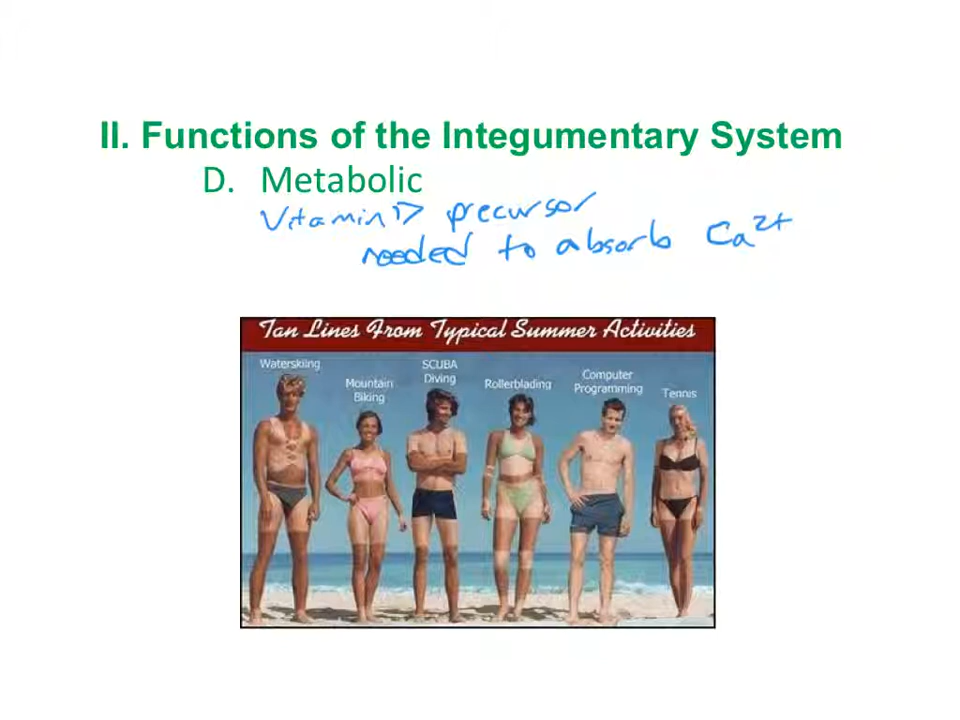 II. Functions of the Integumentary System
D. Metabolic
Vitamin D precursor
needed to absorb Ca²⁺
Tan Lines From Typical Summer Activities
Waterskiing
Mountain
Biking
SCUBA
Diving
Rollerblading
Computer
Programming
Tennis